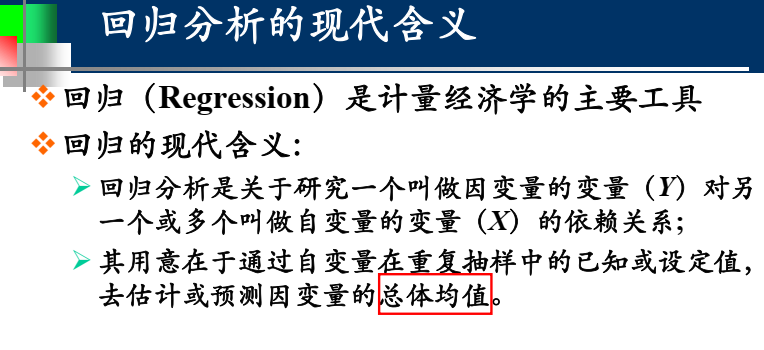 回归分析的现代含义
回归（Regression）是计量经济学的主要工具
回归的现代含义：
回归分析是关于研究一个叫做因变量的变量（Y）对另
一个或多个叫做自变量的变量（X）的依赖关系；
其用意在于通过自变量在重复抽样中的已知或设定值，
去估计或预测因变量的总体均值。